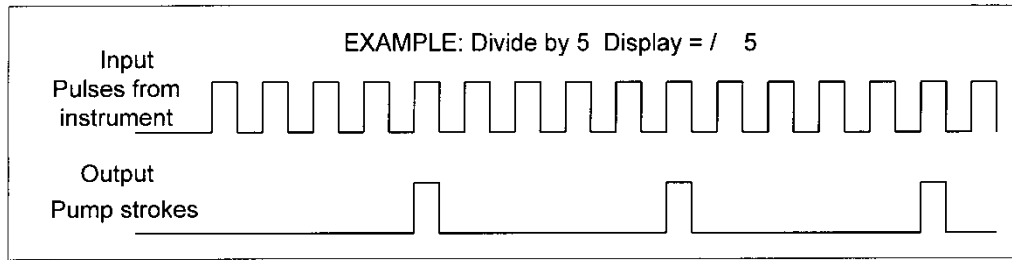 EXAMPLE: Divide by 5 Display = / 5
Input
Pulses from
instrument
Output
Pump strokes